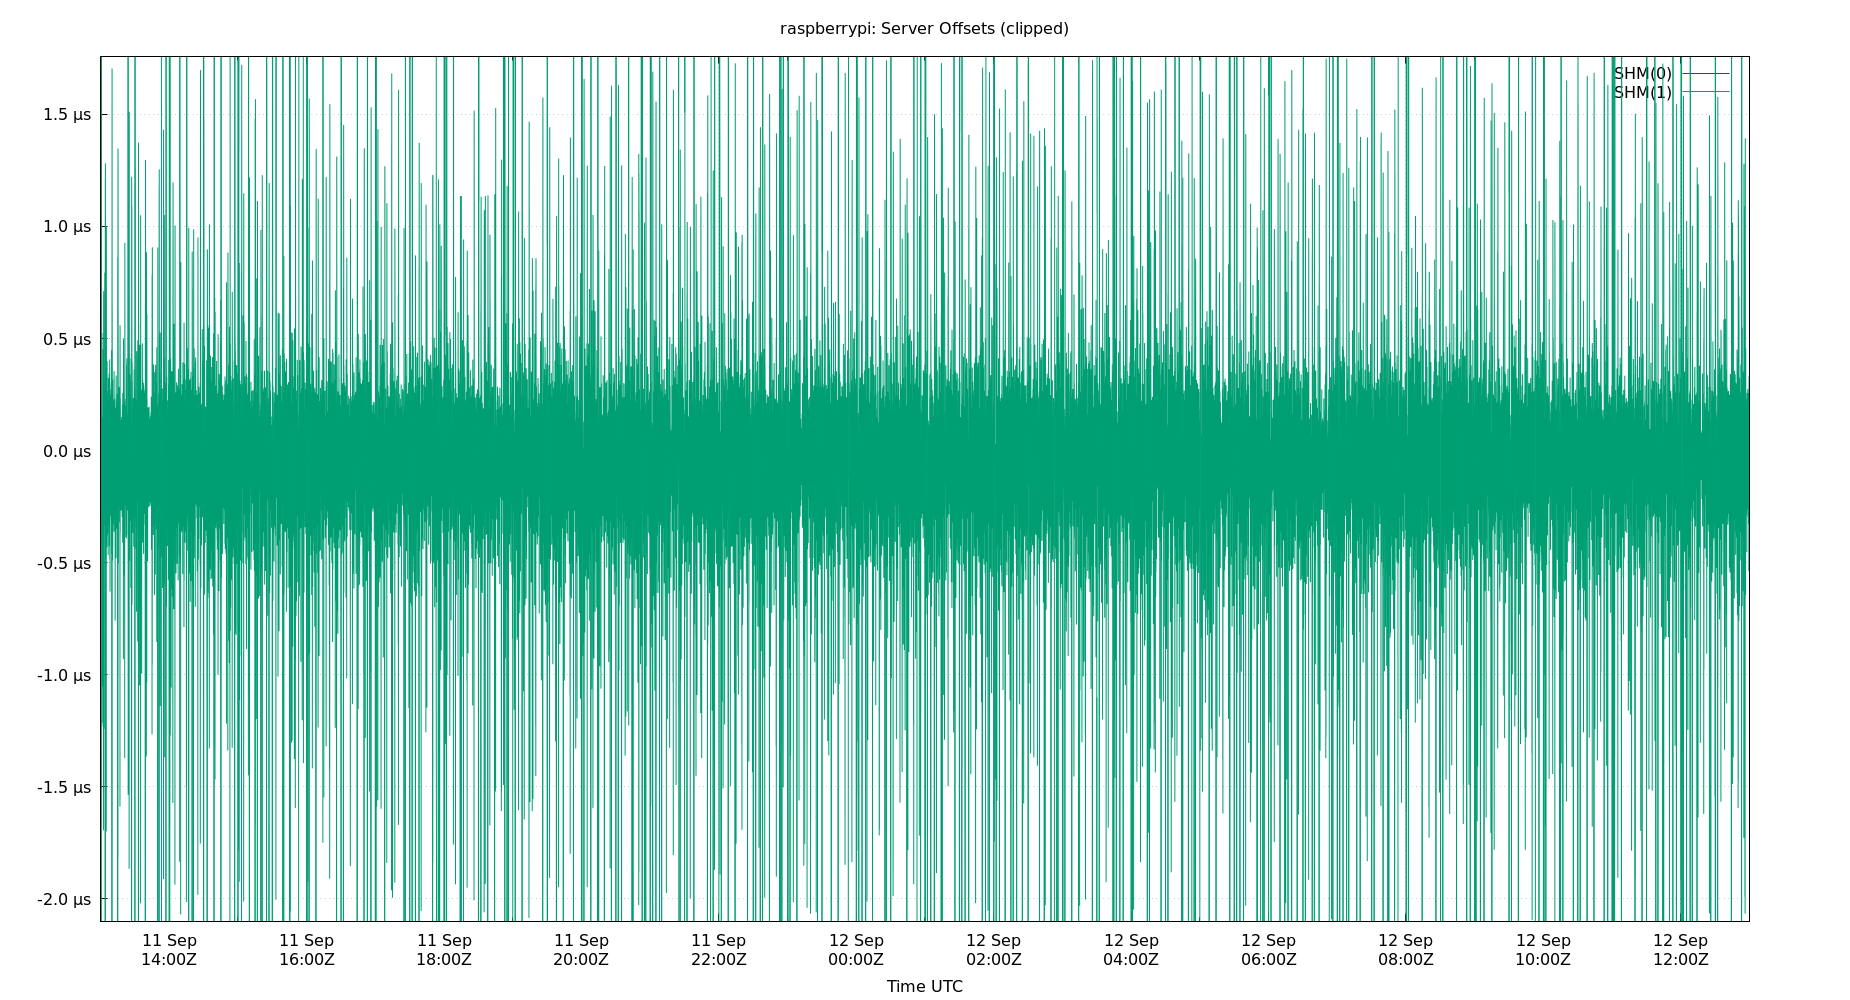 raspberrypi: Server Offsets (clipped)
SHM(0)
SHM(1)
1.5 µs
1.0 µs
0.5 µs
0.0 µs
-0.5 µs
-1.0 µs
-1.5 µs
-2.0 µs
11 Sep 11 Sep 11 Sep 11 Sep 11 Sep 12 Sep 12 Sep 12 Sep 12 Sep 12 Sep 12 Sep 12 Sep
14:00Z 16:00Z 18:00Z 20:00Z 22:00Z 00:00Z 02:00Z 04:00Z 06:00Z 08:00Z 10:00Z 12:00Z
Time UTC